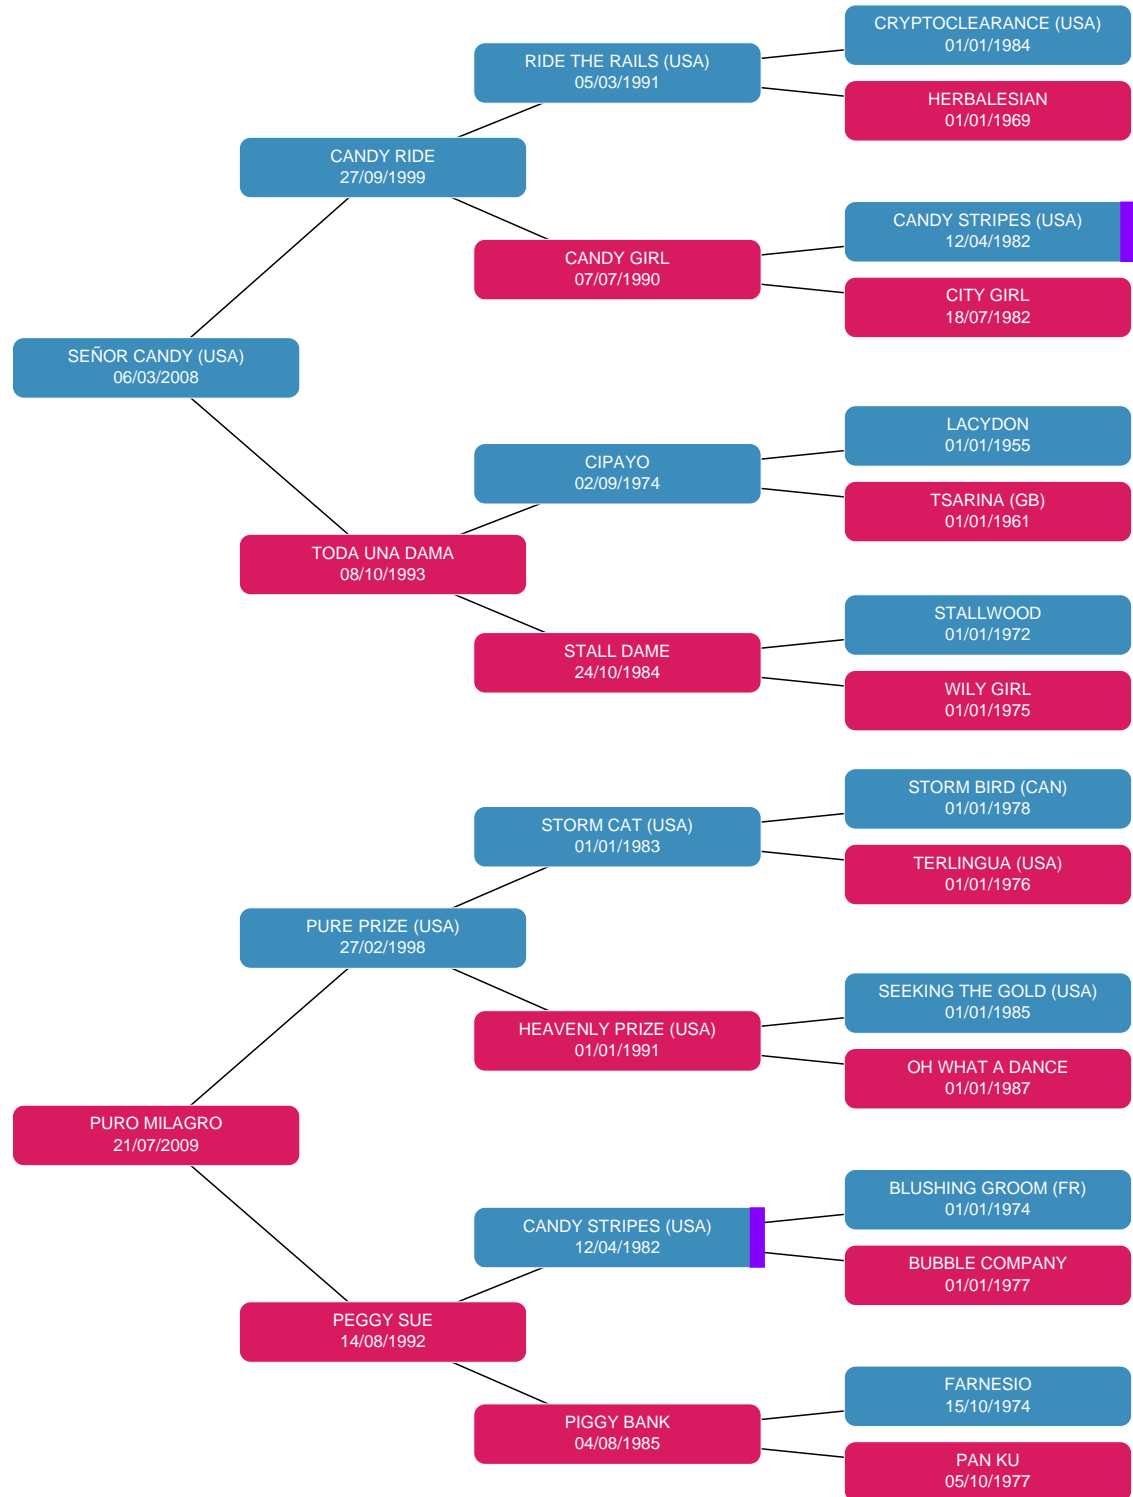 CRYPTOCLEARANCE (USA)
01/01/1984
RIDE THE RAILS (USA)
05/03/1991
HERBALESIAN
01/01/1969
CANDY RIDE
27/09/1999
CANDY STRIPES (USA)
12/04/1982
CANDY GIRL
07/07/1990
CITY GIRL
18/07/1982
SEÑOR CANDY (USA)
06/03/2008
LACYDON
01/01/1955
CIPAYO
02/09/1974
TSARINA (GB)
01/01/1961
TODA UNA DAMA
08/10/1993
STALLWOOD
01/01/1972
STALL DAME
24/10/1984
WILY GIRL
01/01/1975
STORM BIRD (CAN)
01/01/1978
STORM CAT (USA)
01/01/1983
TERLINGUA (USA)
01/01/1976
PURE PRIZE (USA)
27/02/1998
SEEKING THE GOLD (USA)
01/01/1985
HEAVENLY PRIZE (USA)
01/01/1991
OH WHAT A DANCE
01/01/1987
PURO MILAGRO
21/07/2009
BLUSHING GROOM (FR)
01/01/1974
CANDY STRIPES (USA)
12/04/1982
BUBBLE COMPANY
01/01/1977
PEGGY SUE
14/08/1992
FARNESIO
15/10/1974
PIGGY BANK
04/08/1985
PAN KU
05/10/1977